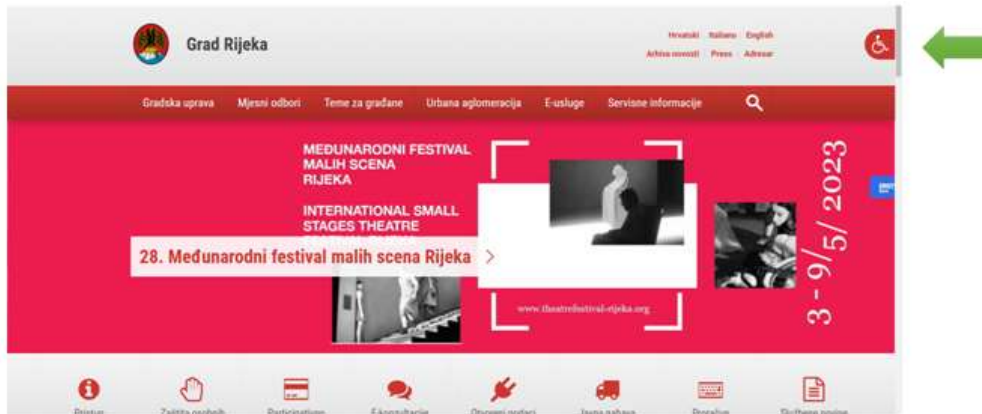 Grad Rijeka
Hrvatski Italiano English
Arhiva novosti Press Adresar
Gradska uprava Mjesni odbori Teme za građane Urbana aglomeracija E-usluge Servisne informacije
MEĐUNARODNI FESTIVAL
MALIH SCENA
RIJEKA
INTERNATIONAL SMALL
STAGES THEATRE
28. Međunarodni festival malih scena Rijeka
www.theatrefestival-rijeka.org
3 - 9/5/ 2023
Pristup Zaštita osobnih E-konzultacije Otvoreni podaci Javna nabava Službene novine